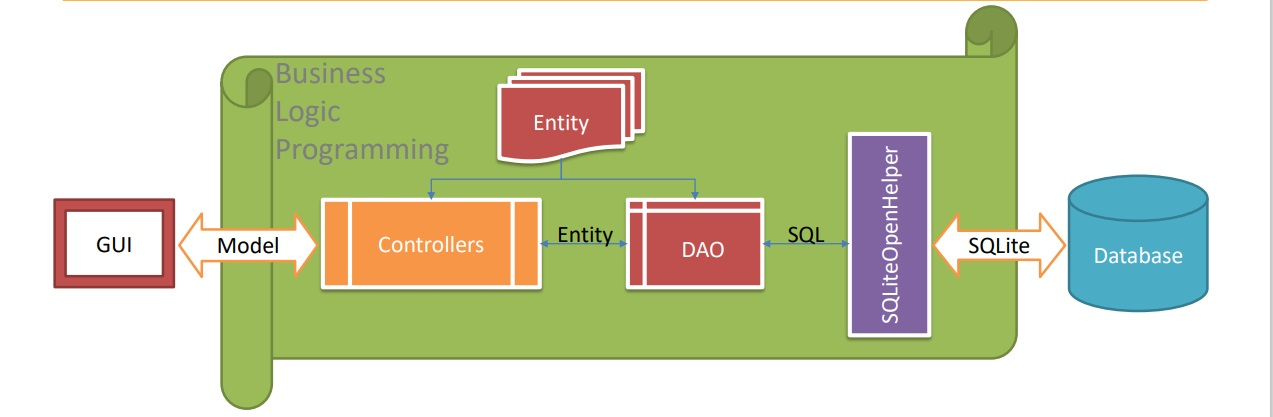 Business
Logic
Programming
Entity
GUI
Model
Controllers
Entity
DAO
SQL
SQLiteOpenHelper
SQLite
Database